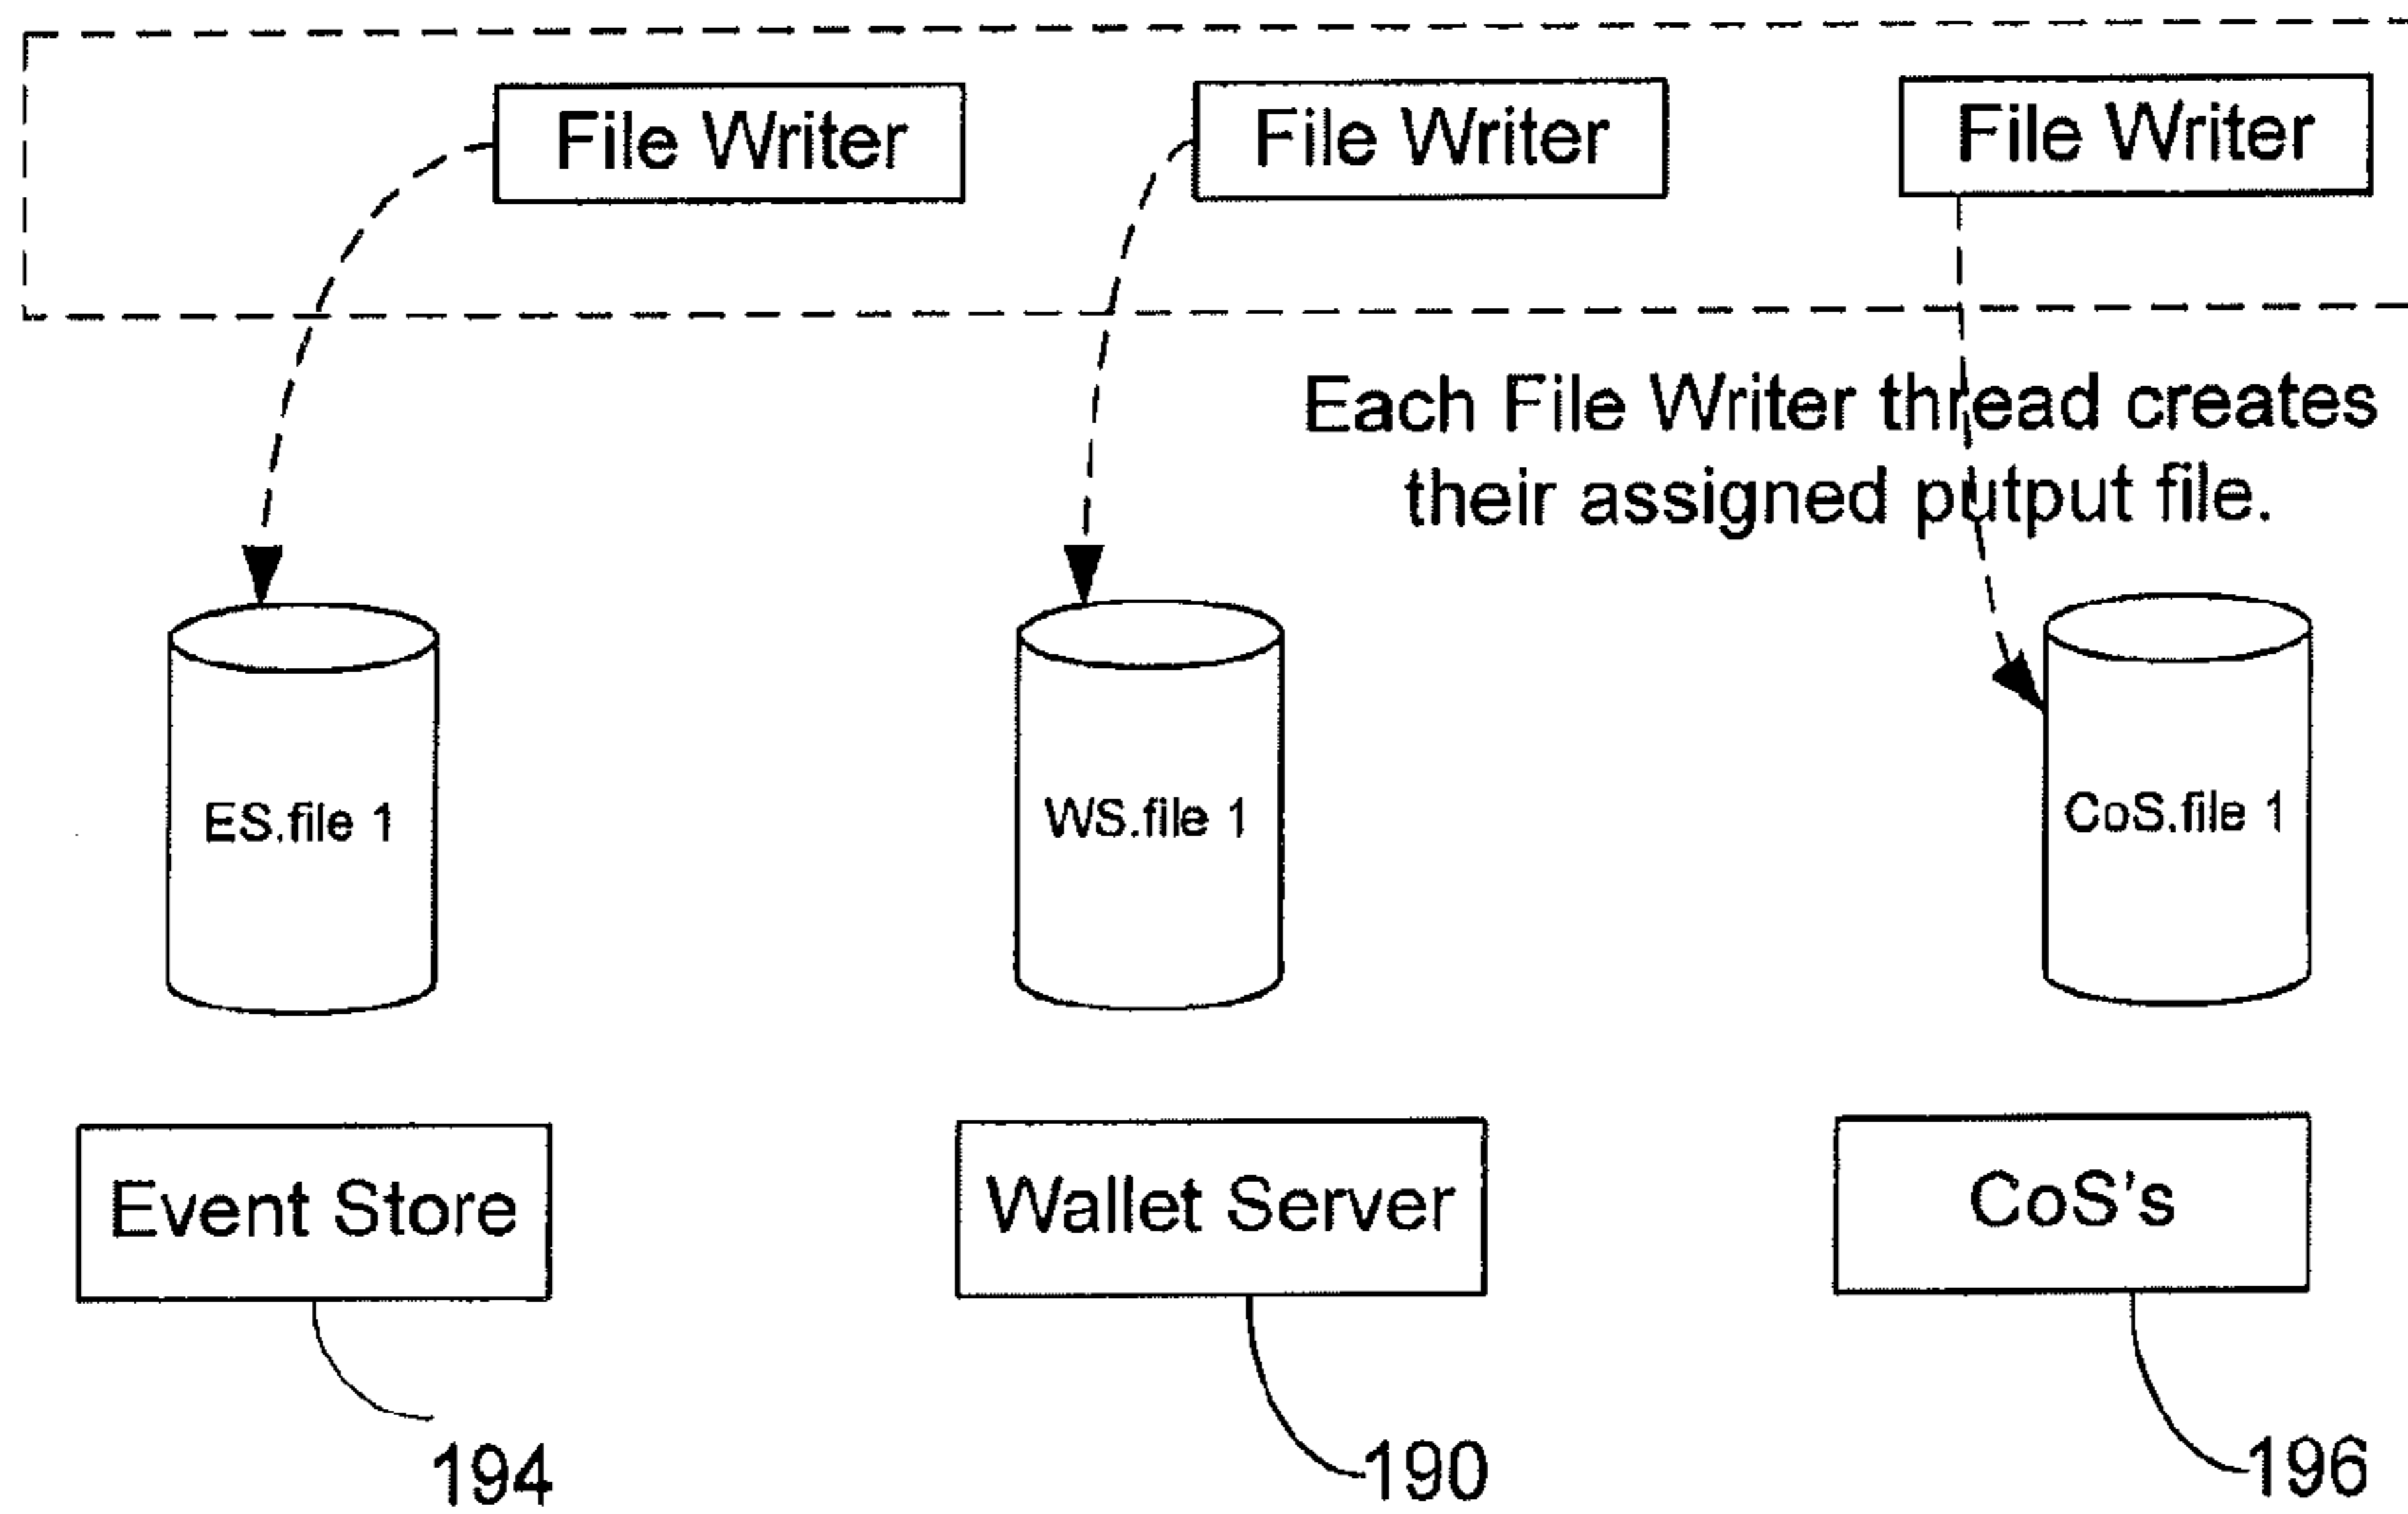 File Writer
File Writer
File Writer
Each File Writer thread creates
their assigned output file.
ES.file 1
WS.file 1
CoS.file 1
Event Store
Wallet Server
CoS's
194
190
196